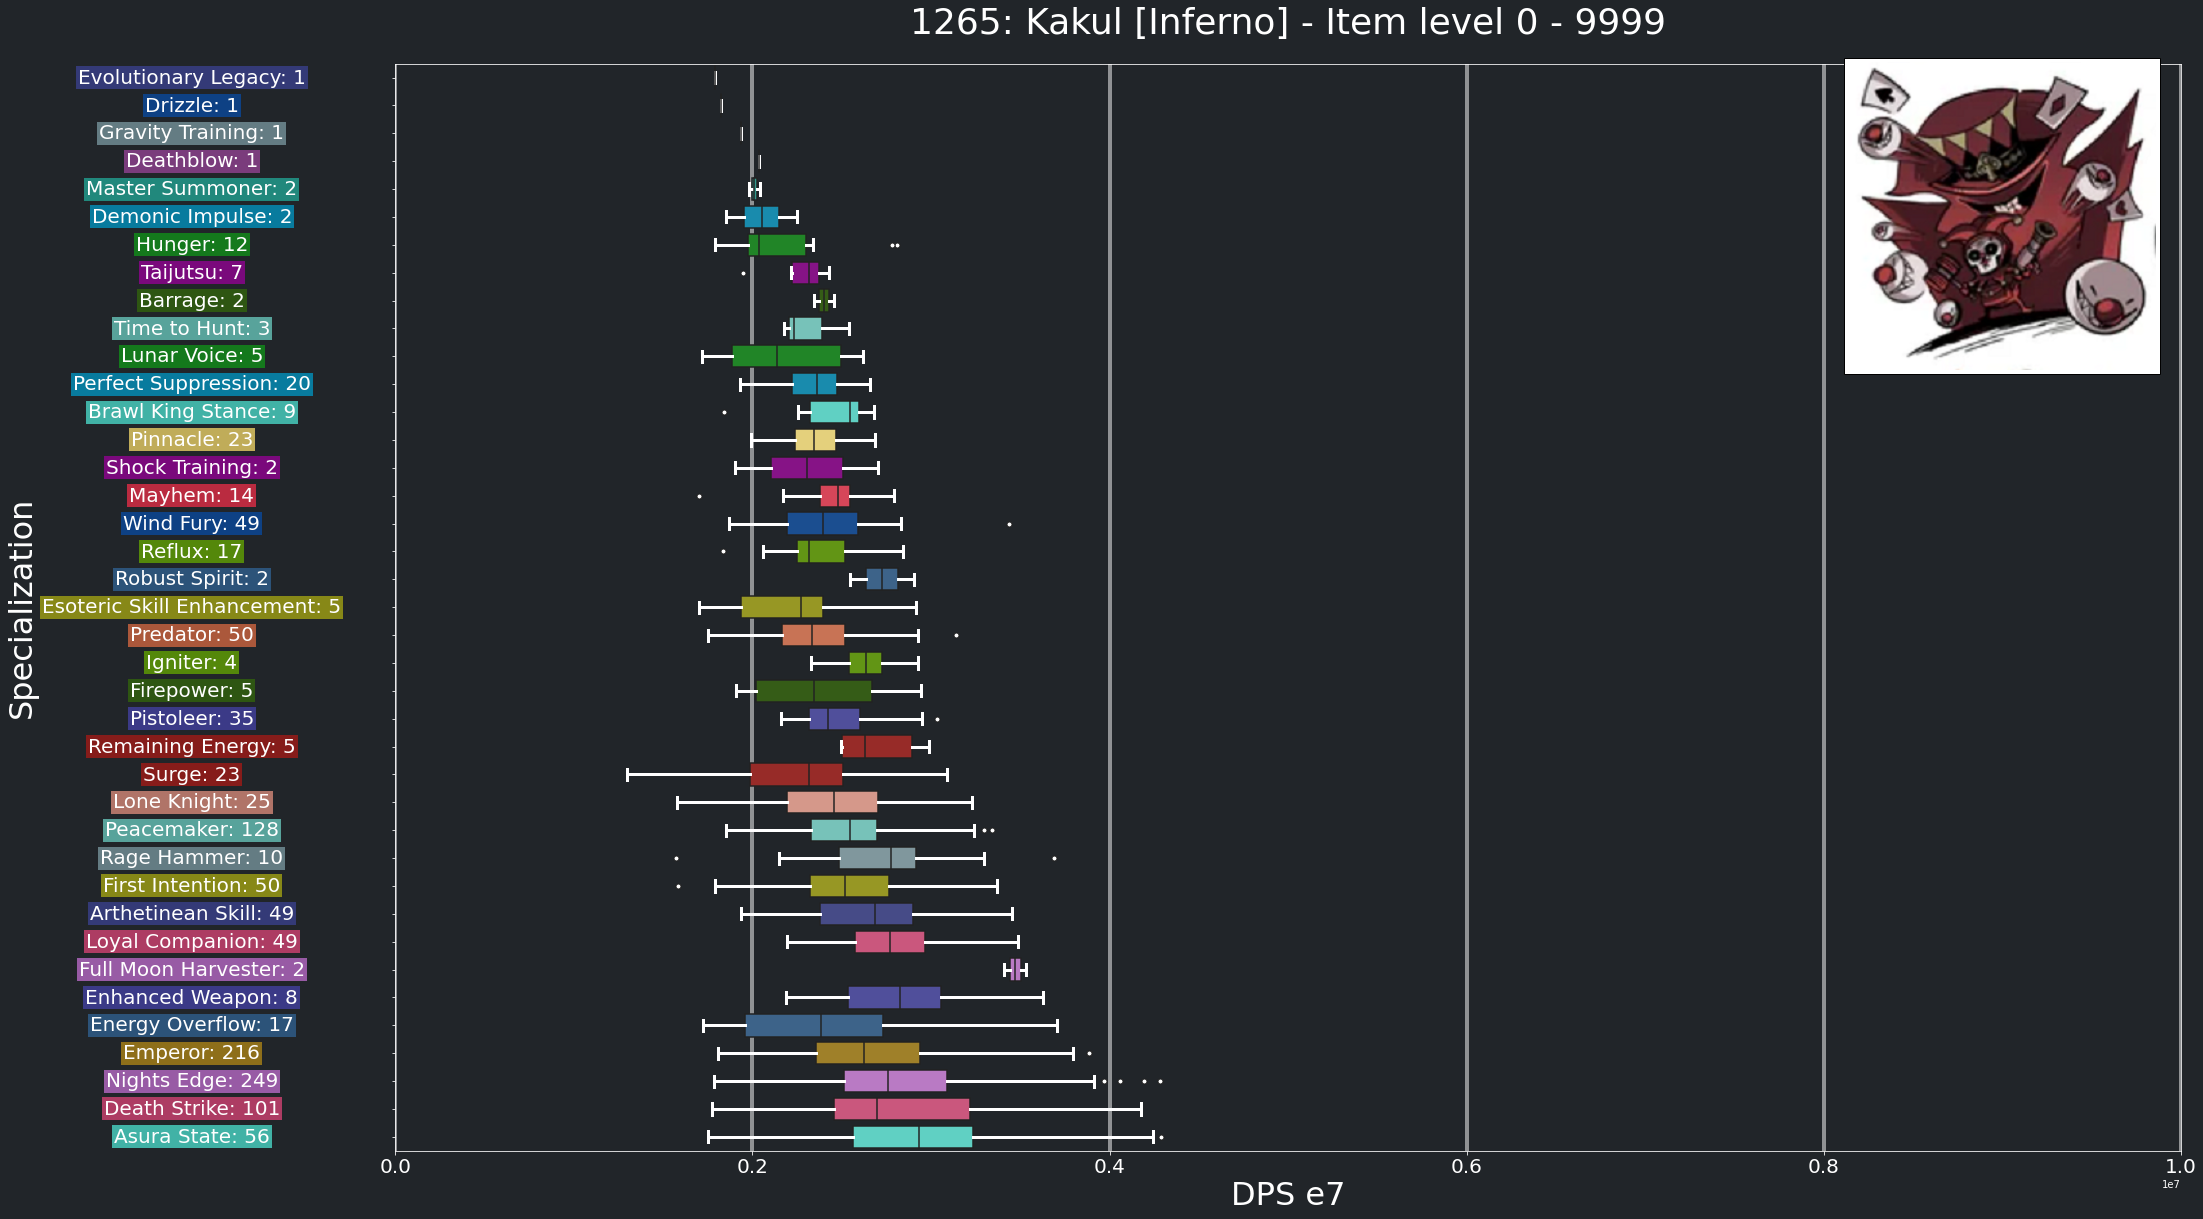 1265: Kakul [Inferno] - Item level 0 - 9999
Specialization
Evolutionary Legacy: 1
Drizzle: 1
Gravity Training: 1
Deathblow: 1
Master Summoner: 2
Demonic Impulse: 2
Hunger: 12
Taijutsu: 7
Barrage: 2
Time to Hunt: 3
Lunar Voice: 5
Perfect Suppression: 20
Brawl King Stance: 9
Pinnacle: 23
Shock Training: 2
Mayhem: 14
Wind Fury: 49
Reflux: 17
Robust Spirit: 2
Esoteric Skill Enhancement: 5
Predator: 50
Igniter: 4
Firepower: 5
Pistoleer: 35
Remaining Energy: 5
Surge: 23
Lone Knight: 25
Peacemaker: 128
Rage Hammer: 10
First Intention: 50
Arthetinean Skill: 49
Loyal Companion: 49
Full Moon Harvester: 2
Enhanced Weapon: 8
Energy Overflow: 17
Emperor: 216
Nights Edge: 249
Death Strike: 101
Asura State: 56
0.0 0.2 0.4 0.6 0.8 1.0
1e7
DPS e7